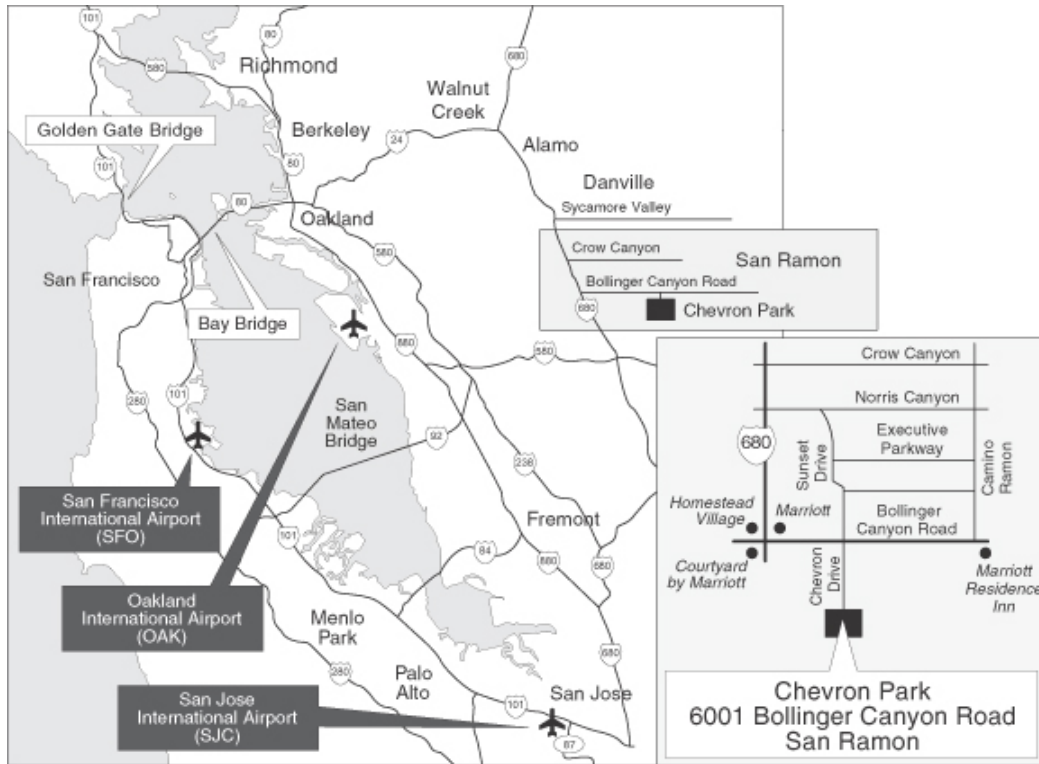 101
80
680
580
Richmond
Walnut
Creek
Golden Gate Bridge
Berkeley
24
Alamo
101
80
Danville
Sycamore Valley
80
Oakland
580
Crow Canyon
San Ramon
San Francisco
Bollinger Canyon Road
680
Chevron Park
Bay Bridge
880
580
280
101
San
Mateo
Bridge
92
238
San Francisco
International Airport
(SFO)
101
Fremont
84
880
680
Oakland
International Airport
(OAK)
Menlo
Park
680
280
Palo
Alto
San Jose
International Airport
(SJC)
101
San Jose
87
Crow Canyon
Norris Canyon
680
Sunset
Drive
Executive
Parkway
Camino
Ramon
Homestead
Village
Marriott
Bollinger
Canyon Road
Courtyard
by Marriott
Chevron
Drive
Marriott
Residence
Inn
Chevron Park
6001 Bollinger Canyon Road
San Ramon